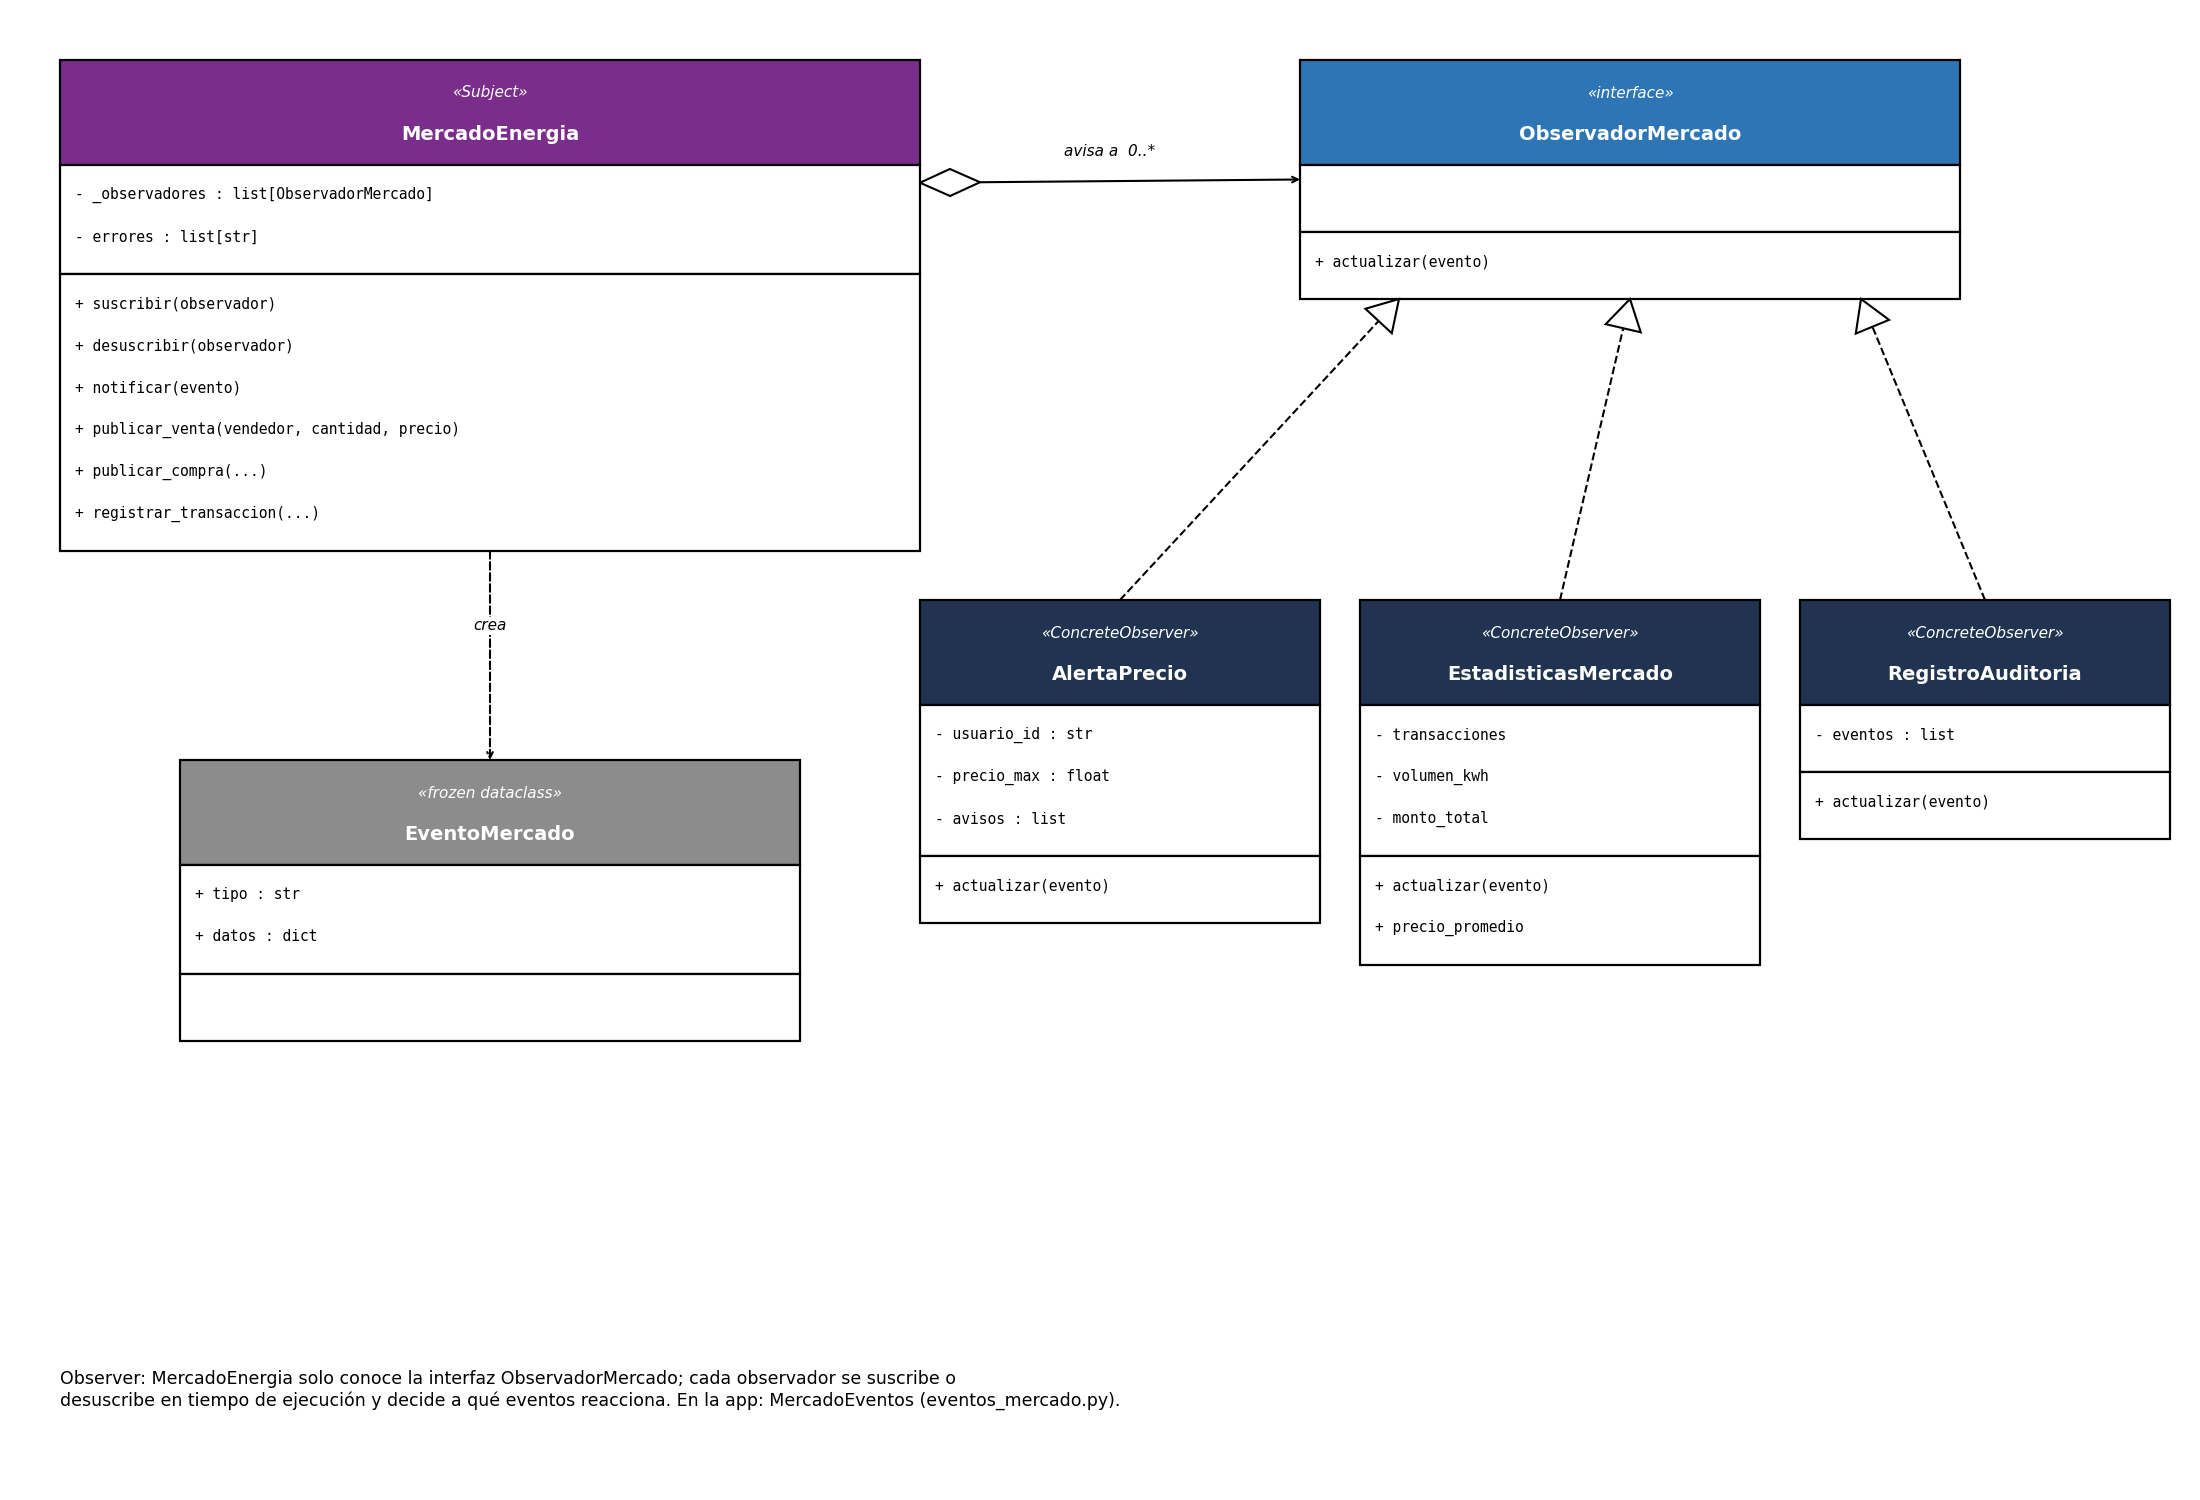 «Subject»
MercadoEnergia
- _observadores : list[ObservadorMercado]
- errores : list[str]
+ suscribir(observador)
+ desuscribir(observador)
+ notificar(evento)
+ publicar_venta(vendedor, cantidad, precio)
+ publicar_compra(...)
+ registrar_transaccion(...)
avisa a  0..*
«interface»
ObservadorMercado
+ actualizar(evento)
crea
«frozen dataclass»
EventoMercado
+ tipo : str
+ datos : dict
«ConcreteObserver»
AlertaPrecio
- usuario_id : str
- precio_max : float
- avisos : list
+ actualizar(evento)
«ConcreteObserver»
EstadisticasMercado
- transacciones
- volumen_kwh
- monto_total
+ actualizar(evento)
+ precio_promedio
«ConcreteObserver»
RegistroAuditoria
- eventos : list
+ actualizar(evento)
Observer: MercadoEnergia solo conoce la interfaz ObservadorMercado; cada observador se suscribe o
desuscribe en tiempo de ejecución y decide a qué eventos reacciona. En la app: MercadoEventos (eventos_mercado.py).